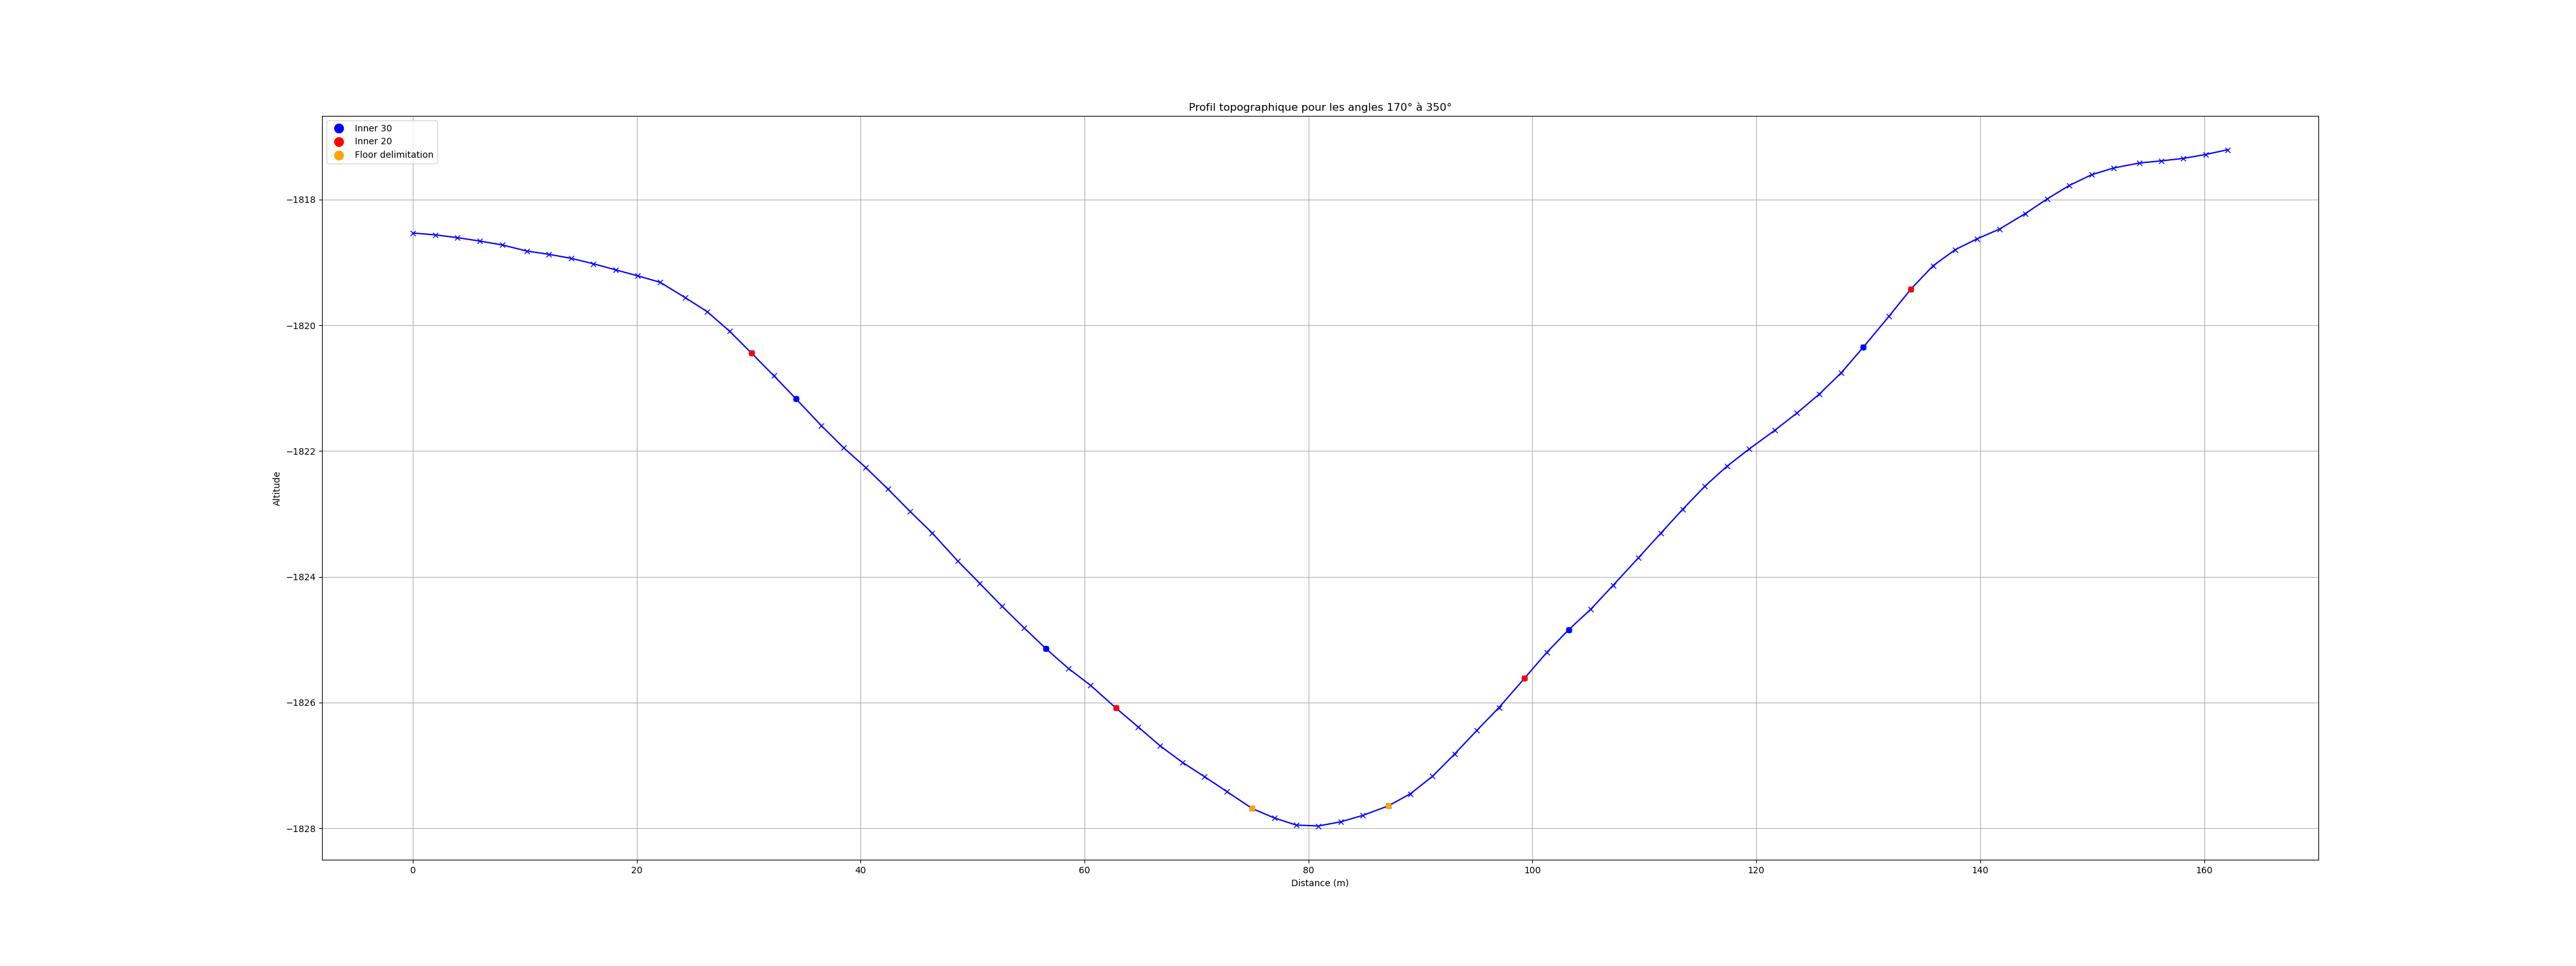 Profil topographique pour les angles 170° à 350°
Inner 30
Inner 20
Floor delimitation
Altitude
−1818
−1820
−1822
−1824
−1826
−1828
0 20 40 60 80 100 120 140 160
Distance (m)